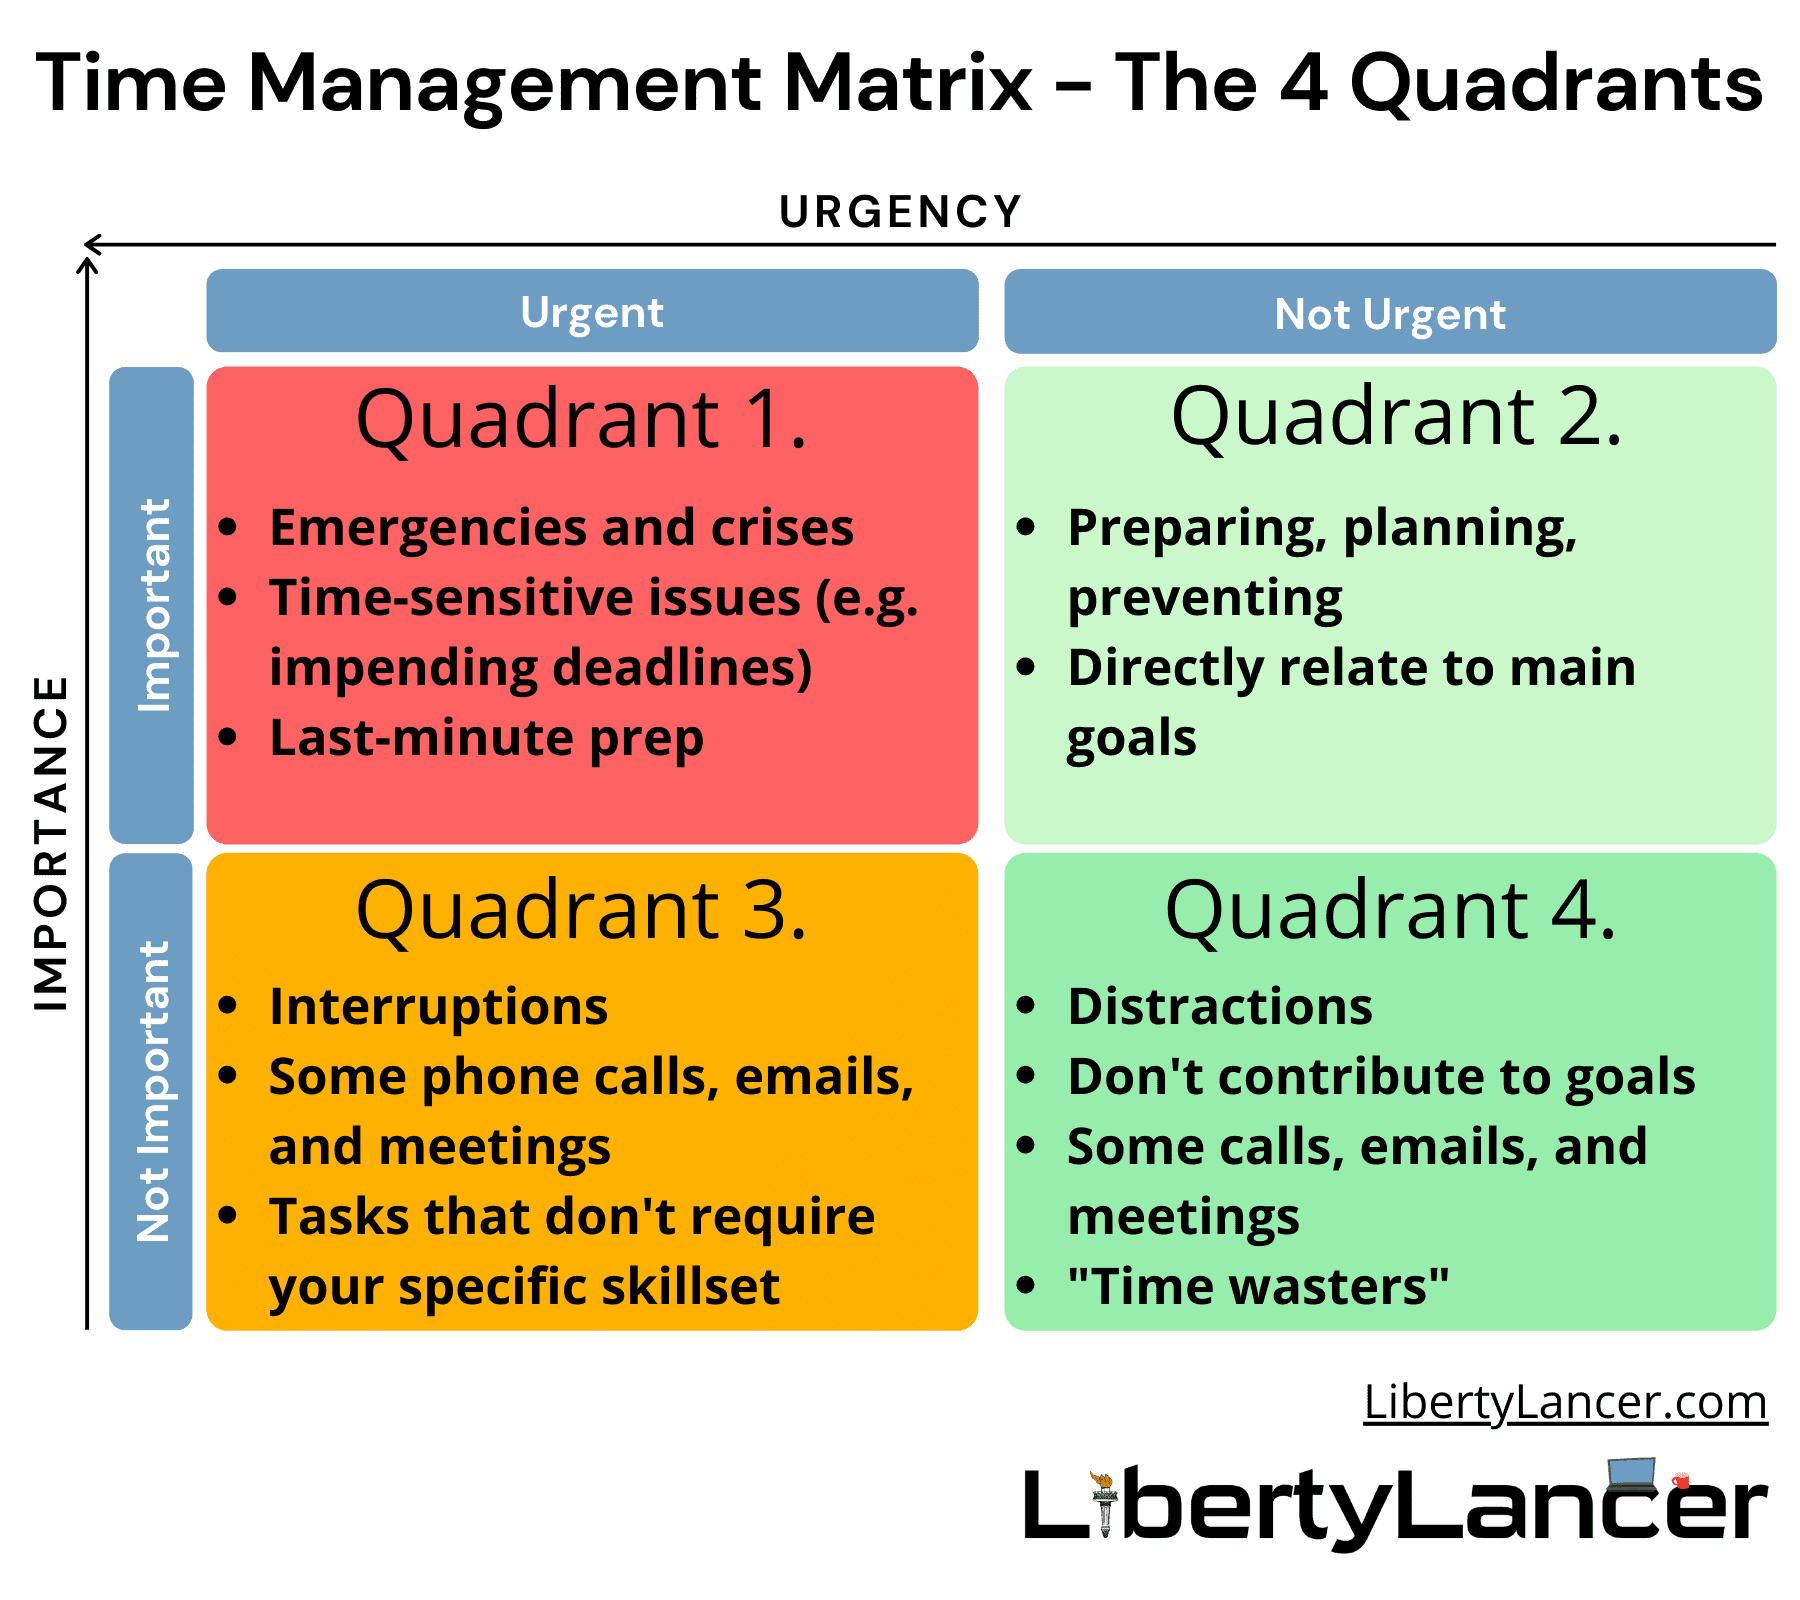 Time Management Matrix - The 4 Quadrants
URGENCY
Urgent
Not Urgent
IMPORTANCE
Important
Quadrant 1.
• Emergencies and crises
• Time-sensitive issues (e.g.
impending deadlines)
• Last-minute prep
Quadrant 2.
• Preparing, planning,
preventing
• Directly relate to main
goals
Not Important
Quadrant 3.
• Interruptions
• Some phone calls, emails,
and meetings
• Tasks that don't require
your specific skillset
Quadrant 4.
• Distractions
• Don't contribute to goals
• Some calls, emails, and
meetings
• "Time wasters"
LibertyLancer.com
LibertyLancer